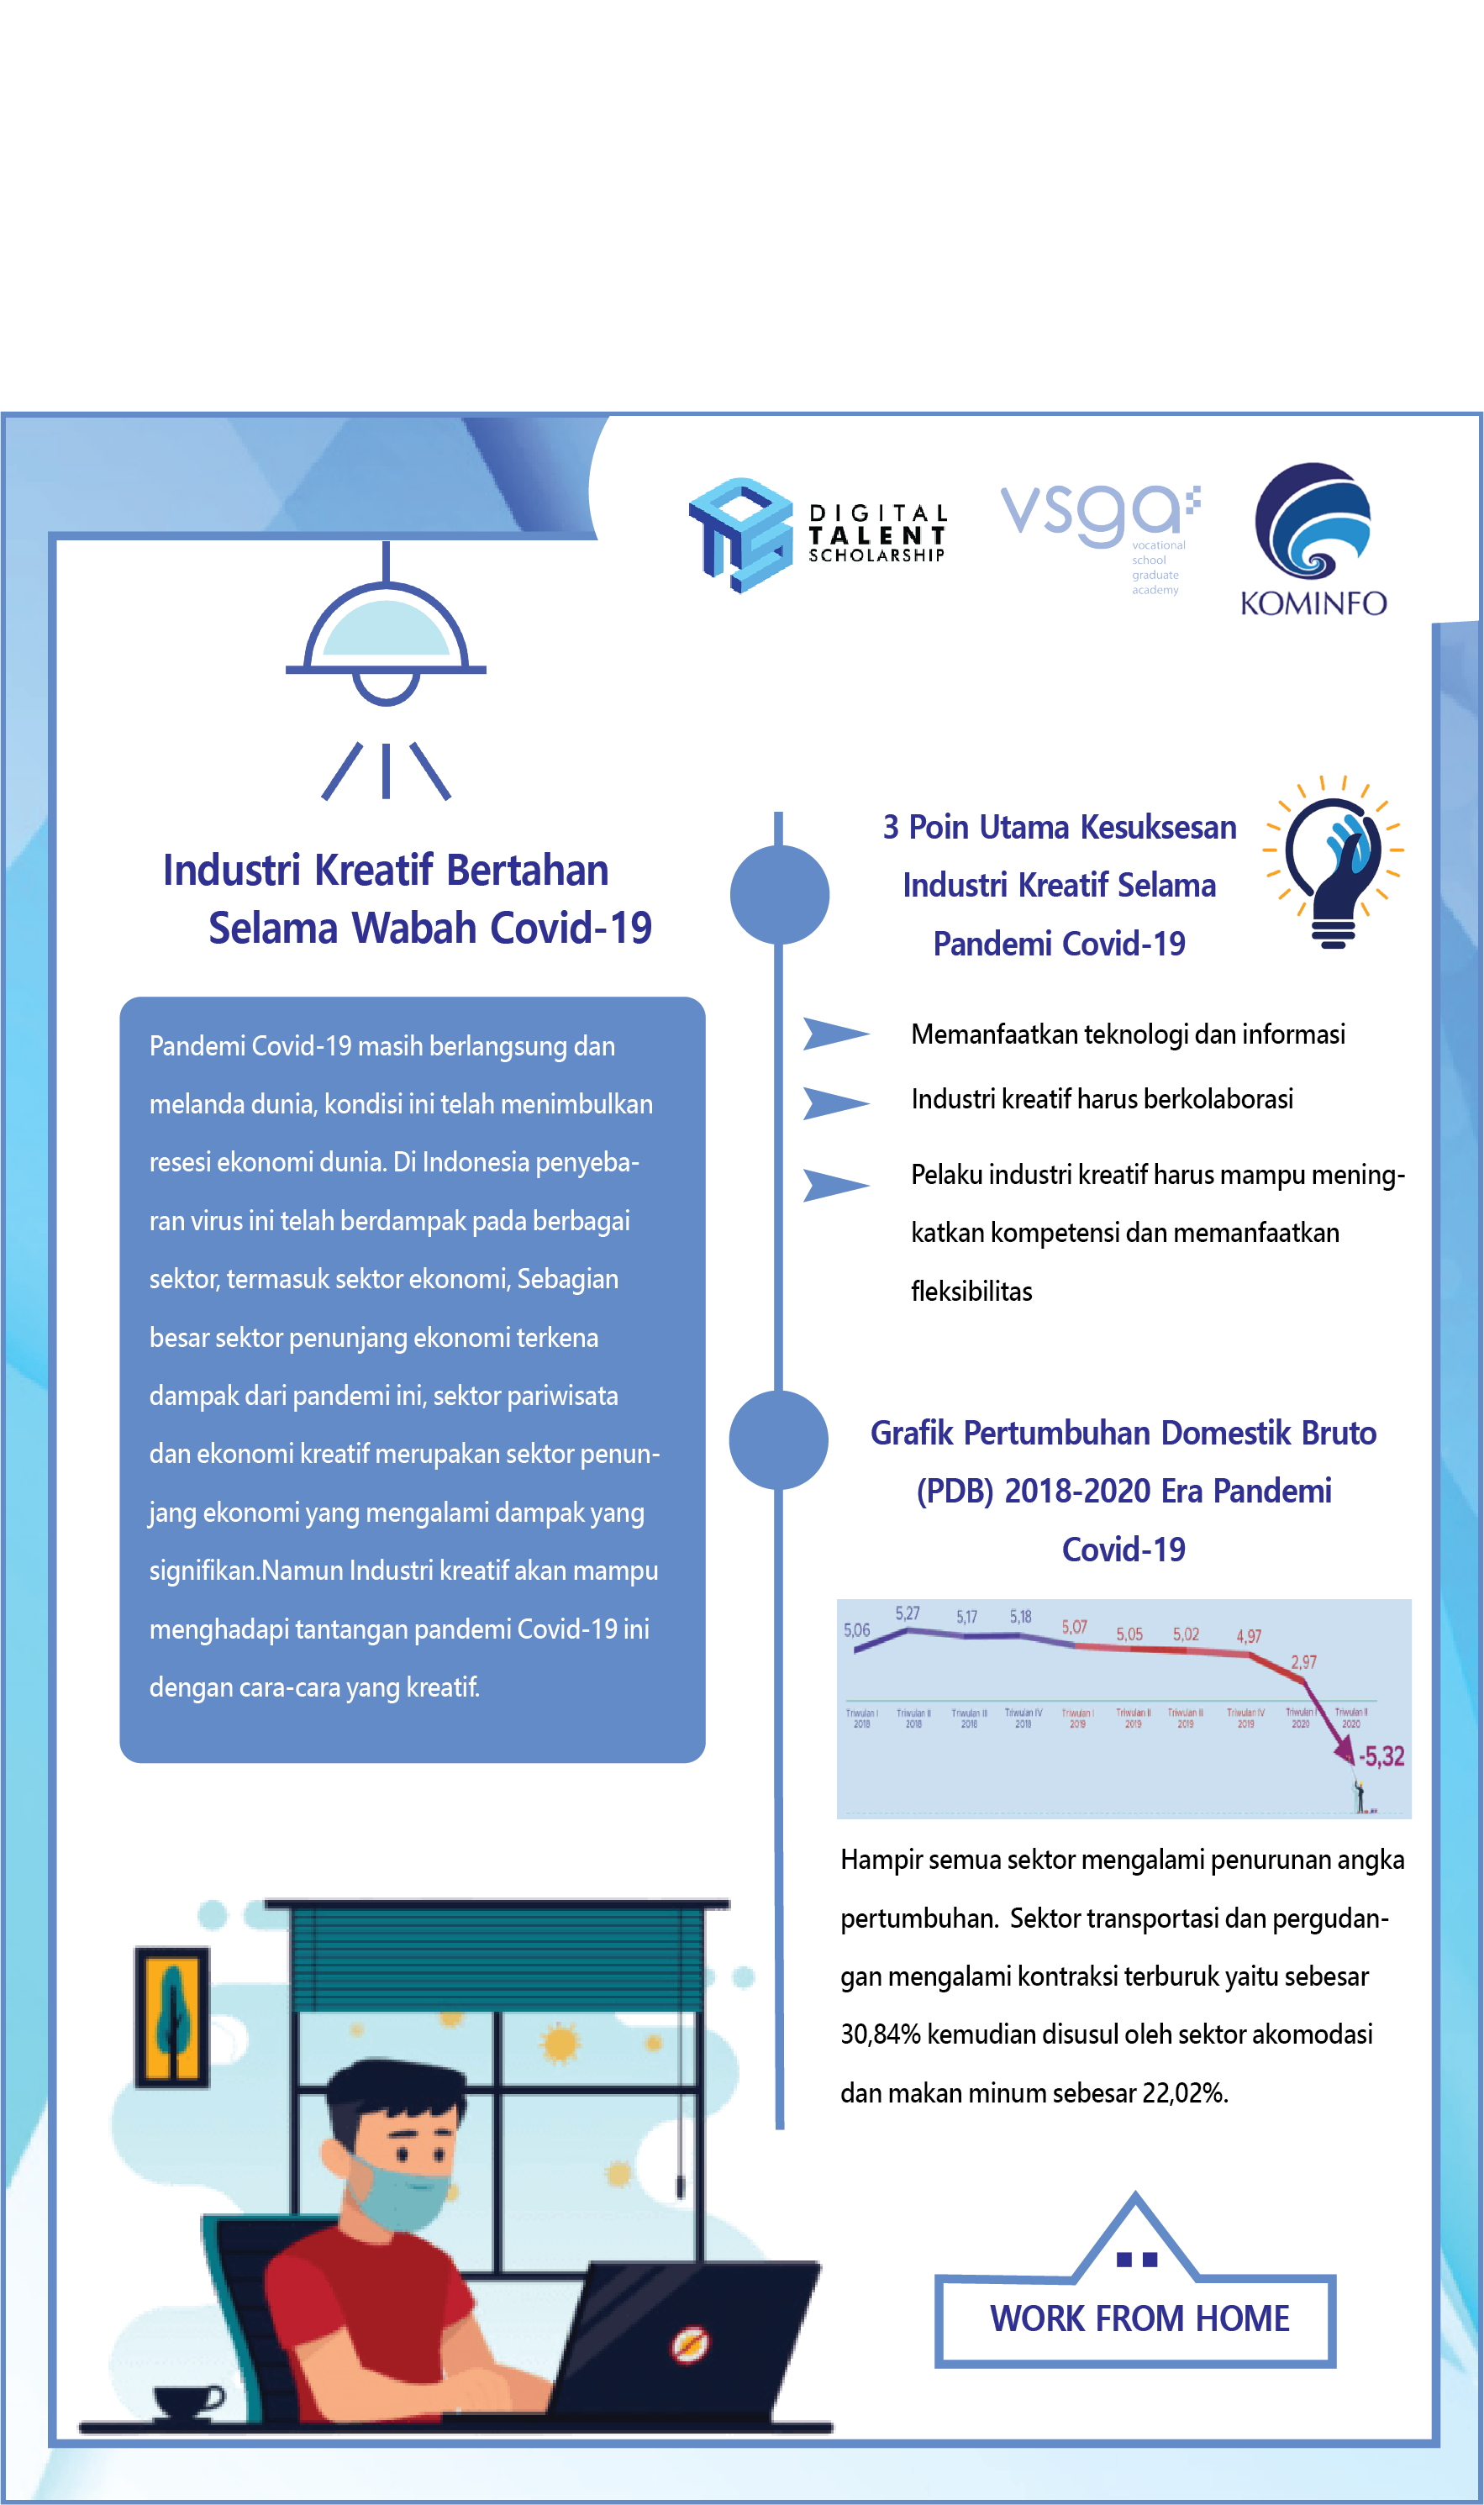 DIGITAL
TALENT
SCHOLARSHIP
vsga
vocational
school
graduate
academy
KOMINFO
Industri Kreatif Bertahan
Selama Wabah Covid-19
Pandemi Covid-19 masih berlangsung dan
melanda dunia, kondisi ini telah menimbulkan
resesi ekonomi dunia. Di Indonesia penyeba-
ran virus ini telah berdampak pada berbagai
sektor, termasuk sektor ekonomi, Sebagian
besar sektor penunjang ekonomi terkena
dampak dari pandemi ini, sektor pariwisata
dan ekonomi kreatif merupakan sektor penun-
jang ekonomi yang mengalami dampak yang
signifikan.Namun Industri kreatif akan mampu
menghadapi tantangan pandemi Covid-19 ini
dengan cara-cara yang kreatif.
3 Poin Utama Kesuksesan
Industri Kreatif Selama
Pandemi Covid-19
Memanfaatkan teknologi dan informasi
Industri kreatif harus berkolaborasi
Pelaku industri kreatif harus mampu mening-
katkan kompetensi dan memanfaatkan
fleksibilitas
Grafik Pertumbuhan Domestik Bruto
(PDB) 2018-2020 Era Pandemi
Covid-19
5,06 5,27 5,17 5,18 5,07 5,05 5,02 4,97 2,97
Triwulan I Triwulan II Triwulan III Triwulan IV Triwulan I Triwulan II Triwulan III Triwulan IV Triwulan I Triwulan II
2018 2018 2018 2018 2019 2019 2019 2019 2020 2020
-5,32
Hampir semua sektor mengalami penurunan angka
pertumbuhan. Sektor transportasi dan pergudan-
gan mengalami kontraksi terburuk yaitu sebesar
30,84% kemudian disusul oleh sektor akomodasi
dan makan minum sebesar 22,02%.
WORK FROM HOME